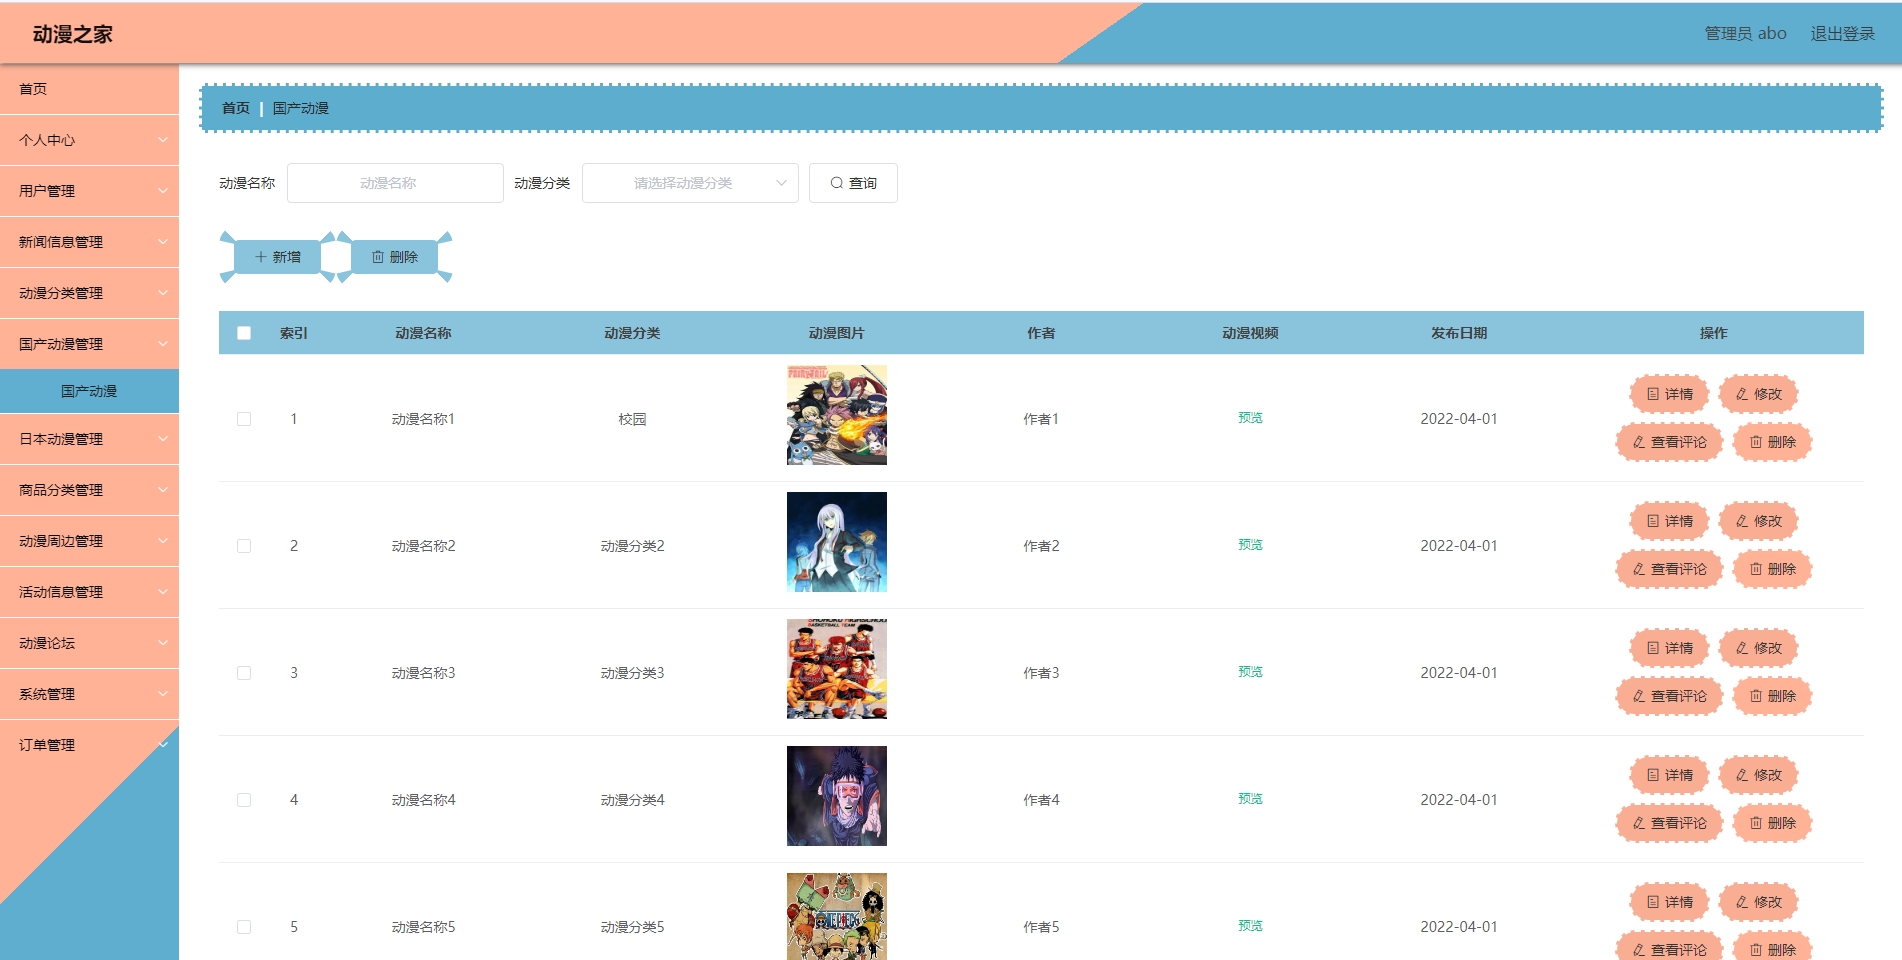 动漫之家
管理员 abo 退出登录
首页
个人中心
用户管理
新闻信息管理
动漫分类管理
国产动漫管理
国产动漫
日本动漫管理
商品分类管理
动漫周边管理
活动信息管理
动漫论坛
系统管理
订单管理
首页 | 国产动漫
动漫名称 动漫名称 动漫分类 请选择动漫分类 查询
新增 删除
索引 动漫名称 动漫分类 动漫图片 作者 动漫视频 发布日期 操作
FAIRY TAIL
1 动漫名称1 校园 作者1 预览 2022-04-01
详情 修改
查看评论 删除
2 动漫名称2 动漫分类2 作者2 预览 2022-04-01
详情 修改
查看评论 删除
SHOHOKU HIGHSCHOOL
BASKETBALL TEAM
3 动漫名称3 动漫分类3 作者3 预览 2022-04-01
详情 修改
查看评论 删除
4 动漫名称4 动漫分类4 作者4 预览 2022-04-01
详情 修改
查看评论 删除
5 动漫名称5 动漫分类5 作者5 预览 2022-04-01
ONE PIECE
详情 修改
查看评论 删除